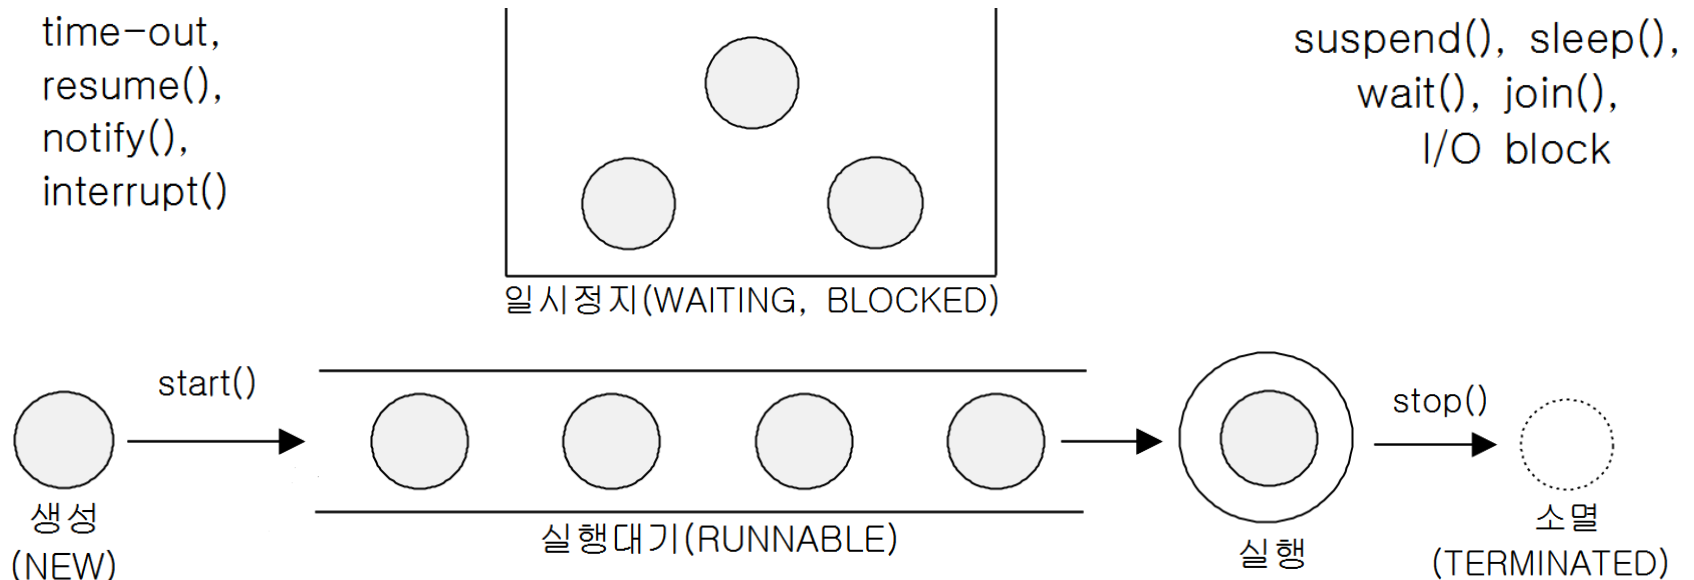 time-out,
resume(),
notify(),
interrupt()
suspend(), sleep(),
wait(), join(),
I/O block
일시정지(WAITING, BLOCKED)
start()
stop()
생성
(NEW)
실행대기(RUNNABLE)
실행
소멸
(TERMINATED)